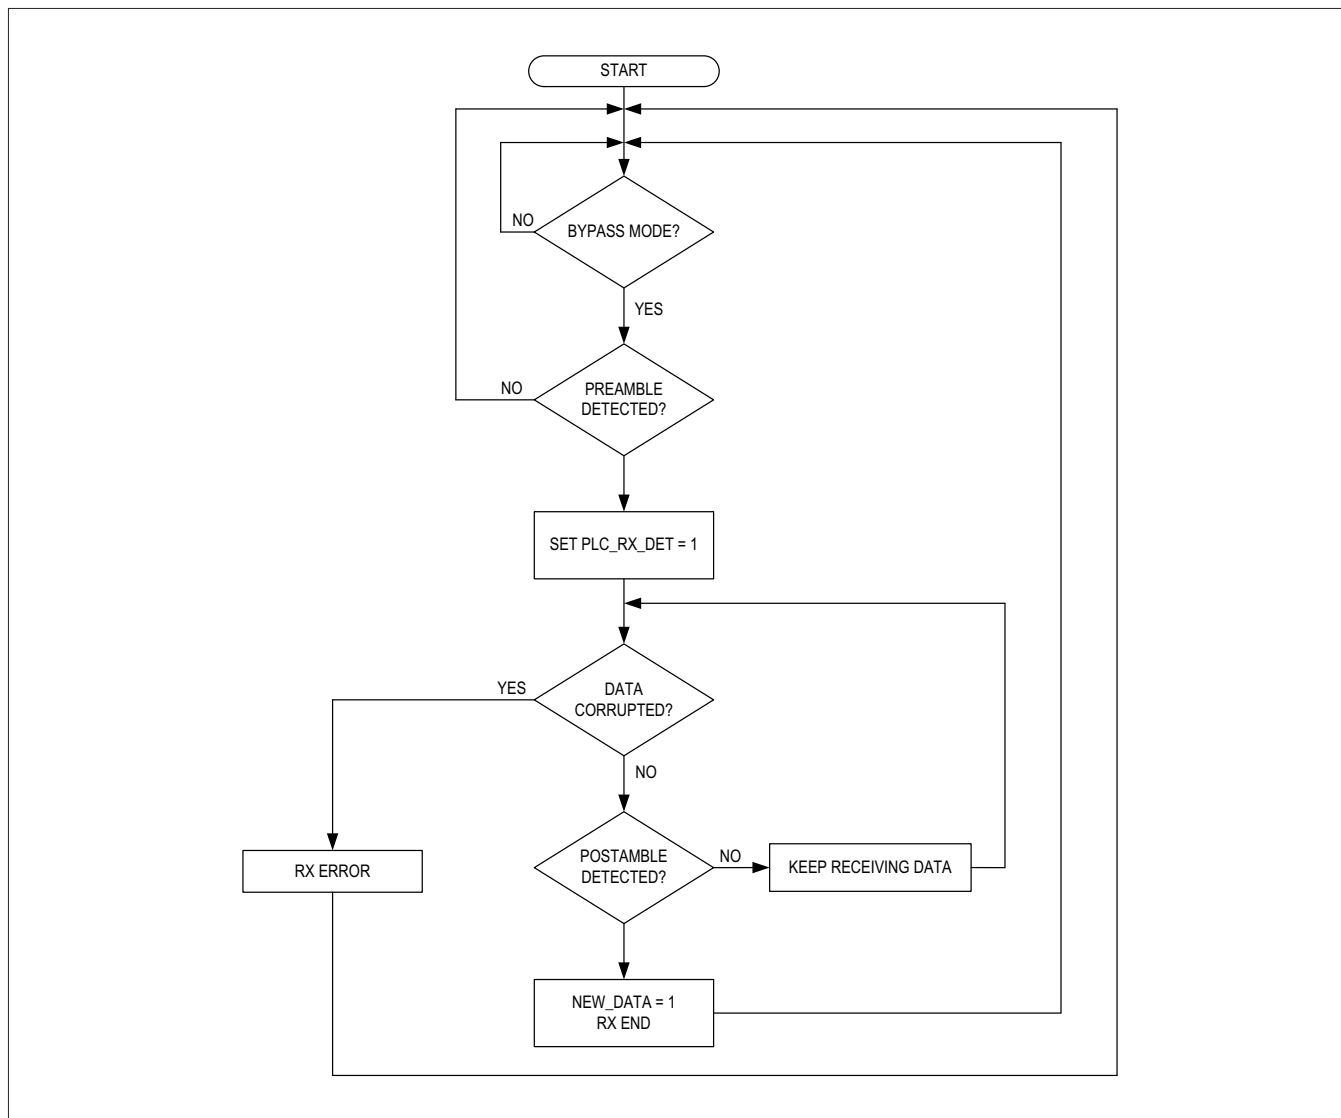 START
NO
BYPASS MODE?
YES
NO
PREAMBLE
DETECTED?
SET PLC_RX_DET = 1
YES
DATA
CORRUPTED?
NO
POSTAMBLE
DETECTED?
NO
KEEP RECEIVING DATA
RX ERROR
NEW_DATA = 1
RX END